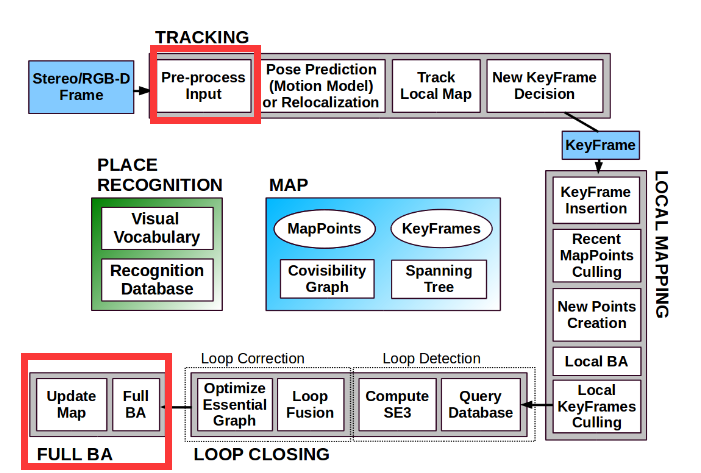 TRACKING
Stereo/RGB-D
Frame
Pre-process
Input
Pose Prediction
(Motion Model)
or Relocalization
Track
Local Map
New KeyFrame
Decision
KeyFrame
PLACE
RECOGNITION
Visual
Vocabulary
Recognition
Database
MAP
MapPoints
KeyFrames
Covisibility
Graph
Spanning
Tree
LOCAL MAPPING
KeyFrame
Insertion
Recent
MapPoints
Culling
New Points
Creation
Local BA
Local
KeyFrames
Culling
Loop Correction
Loop Detection
Update
Map
Full
BA
Optimize
Essential
Graph
Loop
Fusion
Compute
SE3
Query
Database
FULL BA
LOOP CLOSING